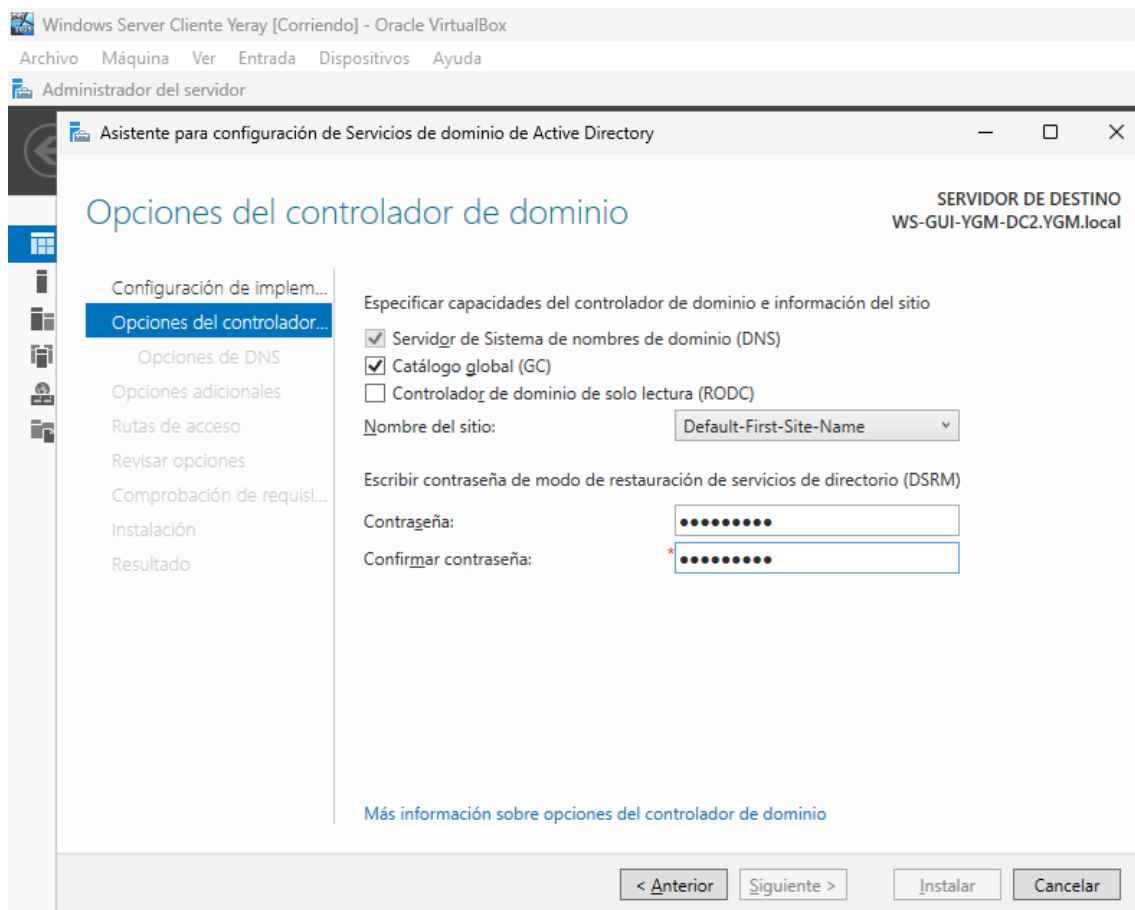 Windows Server Cliente Yeray [Corriendo] - Oracle VirtualBox
Archivo Máquina Ver Entrada Dispositivos Ayuda
Administrador del servidor
Asistente para configuración de Servicios de dominio de Active Directory
Opciones del controlador de dominio
SERVIDOR DE DESTINO
WS-GUI-YGM-DC2.YGM.local
Configuración de implem...
Opciones del controlador...
Opciones de DNS
Opciones adicionales
Rutas de acceso
Revisar opciones
Comprobación de requisi...
Instalación
Resultado
Especificar capacidades del controlador de dominio e información del sitio
Servidor de Sistema de nombres de dominio (DNS)
Catálogo global (GC)
Controlador de dominio de solo lectura (RODC)
Nombre del sitio: Default-First-Site-Name
Escribir contraseña de modo de restauración de servicios de directorio (DSRM)
Contraseña: •••••••••
Confirmar contraseña: * •••••••••
Más información sobre opciones del controlador de dominio
< Anterior Siguiente > Instalar Cancelar